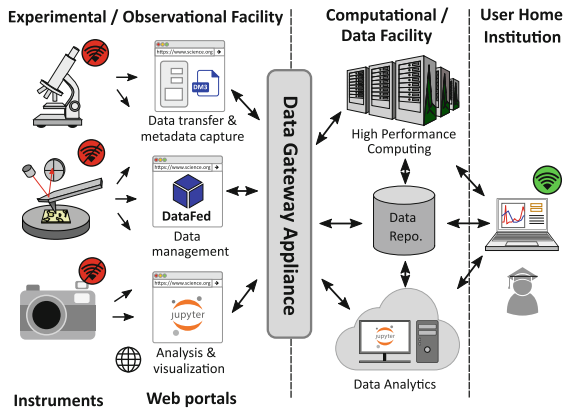 Experimental / Observational Facility
Computational /
Data Facility
User Home
Institution
https://www.science.org
DM3
Data transfer &
metadata capture
https://www.science.org
DataFed
Data
management
https://www.science.org
jupyter
Analysis &
visualization
Instruments
Web portals
Data Gateway Appliance
High Performance
Computing
Data
Repo.
jupyter
Data Analytics